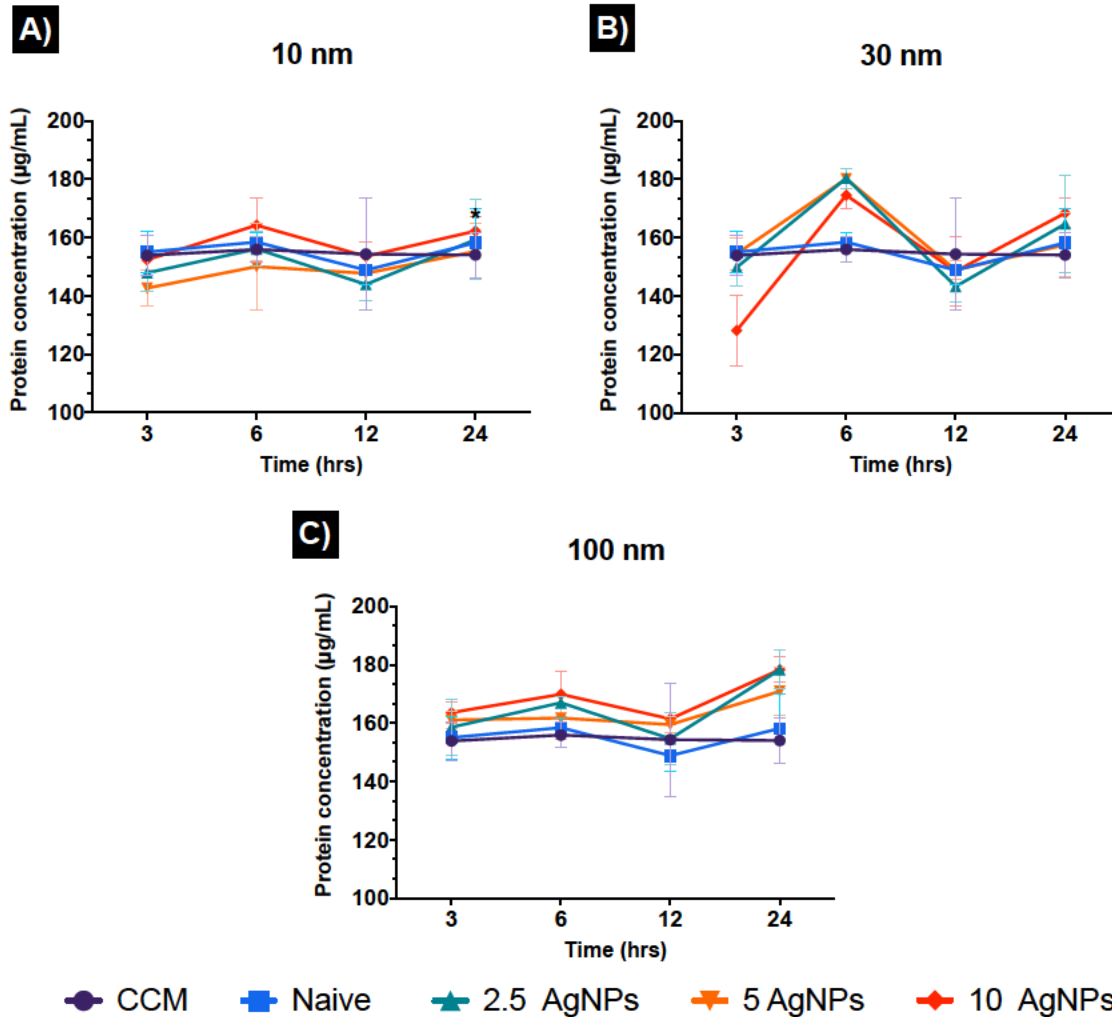 A)
10 nm
Protein concentration (µg/mL)
200
180
160
140
120
100
*
3 6 12 24
Time (hrs)
B)
30 nm
Protein concentration (µg/mL)
200
180
160
140
120
100
3 6 12 24
Time (hrs)
C)
100 nm
Protein concentration (µg/mL)
200
180
160
140
120
100
3 6 12 24
Time (hrs)
CCM Naive 2.5 AgNPs 5 AgNPs 10 AgNPs